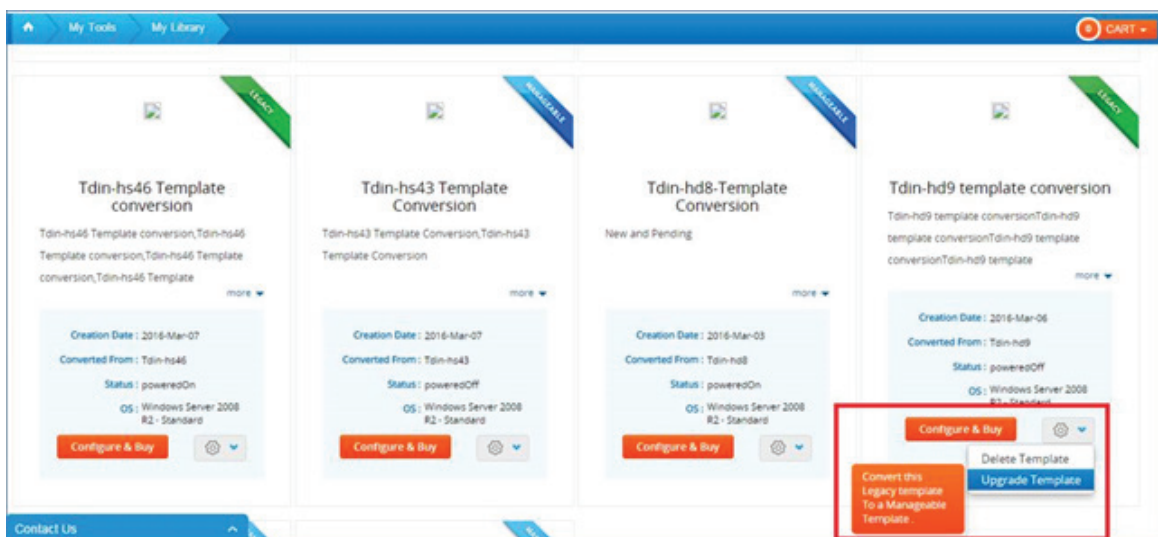 My Tools
My Library
0 CART
LEGACY
Tdin-hs46 Template
conversion
Tdin-hs46 Template conversion,Tdin-hs46
Template conversion,Tdin-hs46 Template
conversion,Tdin-hs46 Template
more
Creation Date : 2016-Mar-07
Converted From : Tdin-hs46
Status : poweredOn
OS : Windows Server 2008
R2 - Standard
Configure & Buy
MANAGEABLE
Tdin-hs43 Template
Conversion
Tdin-hs43 Template Conversion,Tdin-hs43
Template Conversion
more
Creation Date : 2016-Mar-07
Converted From : Tdin-hs43
Status : poweredOff
OS : Windows Server 2008
R2 - Standard
Configure & Buy
MANAGEABLE
Tdin-hd8-Template
Conversion
New and Pending
more
Creation Date : 2016-Mar-03
Converted From : Tdin-hd8
Status : poweredOn
OS : Windows Server 2008
R2 - Standard
Configure & Buy
LEGACY
Tdin-hd9 template conversion
Tdin-hd9 template conversionTdin-hd9
template conversionTdin-hd9 template
conversionTdin-hd9 template
more
Creation Date : 2016-Mar-06
Converted From : Tdin-hd9
Status : poweredOff
OS : Windows Server 2008
R2 - Standard
Configure & Buy
Delete Template
Upgrade Template
Convert this
Legacy template
To a Manageable
Template .
Contact Us